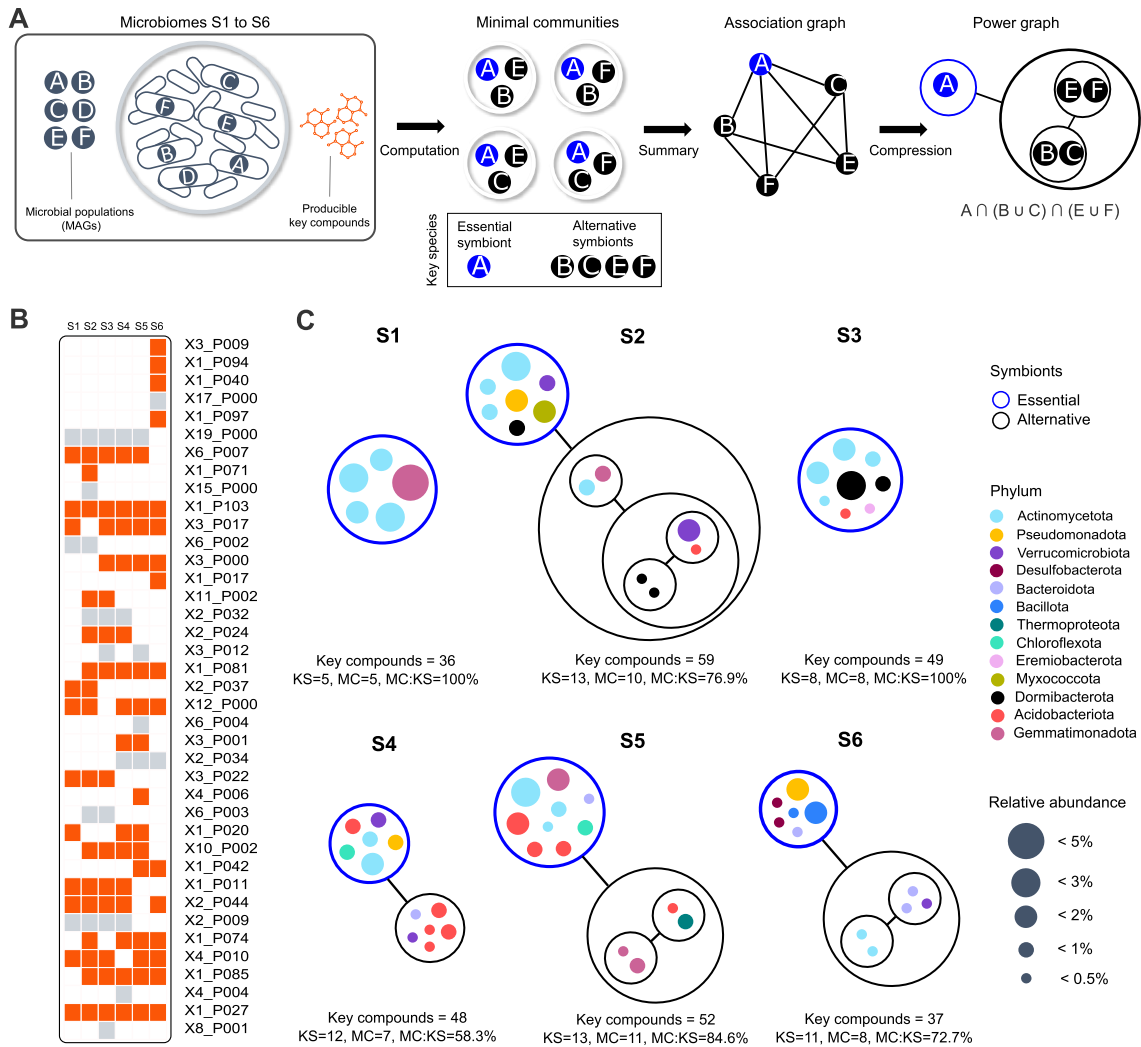 A
Microbiomes S1 to S6
Minimal communities
Association graph
Power graph
A B
C D
E F
C
F
E
B
A
D
Microbial populations
(MAGs)
Producible
key compounds
Computation
A E
B
A F
B
A E
C
A F
C
Key species
Essential
symbiont
A
Alternative
symbionts
B C E F
Summary
A
C
B
E
F
Compression
A
E F
B C
A ∩ (B ∪ C) ∩ (E ∪ F)
B
S1 S2 S3 S4 S5 S6
X3_P009
X1_P094
X1_P040
X17_P000
X1_P097
X19_P000
X6_P007
X1_P071
X15_P000
X1_P103
X3_P017
X6_P002
X3_P000
X1_P017
X11_P002
X2_P032
X2_P024
X3_P012
X1_P081
X2_P037
X12_P000
X6_P004
X3_P001
X2_P034
X3_P022
X4_P006
X6_P003
X1_P020
X10_P002
X1_P042
X1_P011
X2_P044
X2_P009
X1_P074
X4_P010
X1_P085
X4_P004
X1_P027
X8_P001
C
S1
S2
S3
Key compounds = 36
KS=5, MC=5, MC:KS=100%
Key compounds = 59
KS=13, MC=10, MC:KS=76.9%
Key compounds = 49
KS=8, MC=8, MC:KS=100%
S4
S5
S6
Key compounds = 48
KS=12, MC=7, MC:KS=58.3%
Key compounds = 52
KS=13, MC=11, MC:KS=84.6%
Key compounds = 37
KS=11, MC=8, MC:KS=72.7%
Symbionts
Essential
Alternative
Phylum
Actinomycetota
Pseudomonadota
Verrucomicrobiota
Desulfobacterota
Bacteroidota
Bacillota
Thermoproteota
Chloroflexota
Eremiobacterota
Myxococcota
Dormibacterota
Acidobacteriota
Gemmatimonadota
Relative abundance
< 5%
< 3%
< 2%
< 1%
< 0.5%